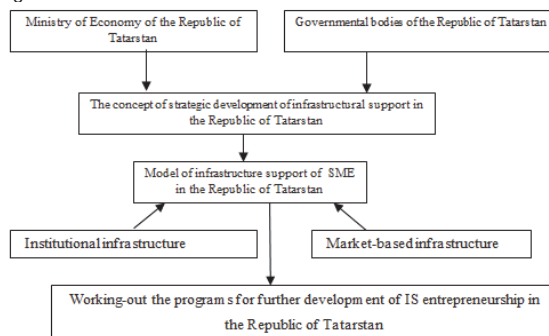 Ministry of Economy of the Republic of
Tatarstan
Governmental bodies of the Republic of Tatarstan
The concept of strategic development of infrastructural support in
the Republic of Tatarstan
Model of infrastructure support of SME
in the Republic of Tatarstan
Institutional infrastructure
Market-based infrastructure
Working-out the programs for further development of IS entrepreneurship in
the Republic of Tatarstan